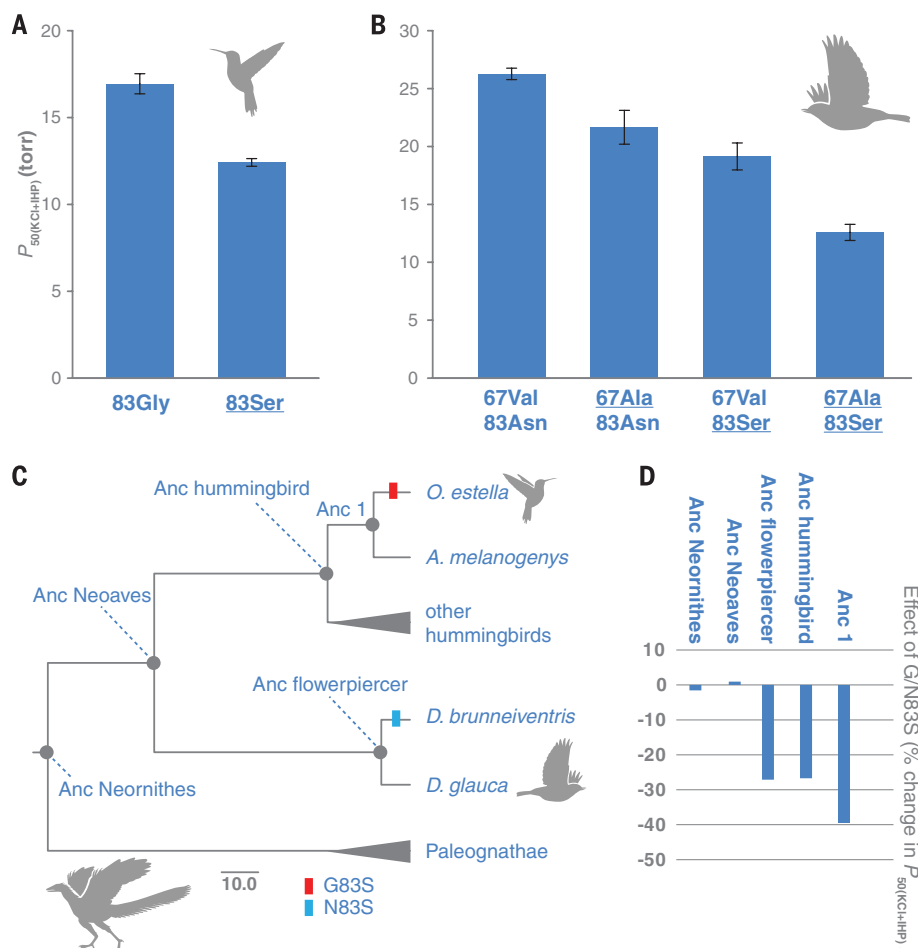 A
20
15
10
5
0
P50(KCl+IHP) (torr)
83Gly
83Ser
B
30
25
20
15
10
5
0
67Val
83Asn
67Ala
83Asn
67Val
83Ser
67Ala
83Ser
C
Anc hummingbird
Anc 1
O. estella
A. melanogenys
Anc Neoaves
other
hummingbirds
Anc flowerpiercer
D. brunneiventris
Anc Neornithes
D. glauca
Paleognathae
10.0
G83S
N83S
D
Anc Neornithes
Anc Neoaves
Anc flowerpiercer
Anc hummingbird
Anc 1
10
0
-10
-20
-30
-40
-50
Effect of G/N83S (% change in P50(KCl+IHP)